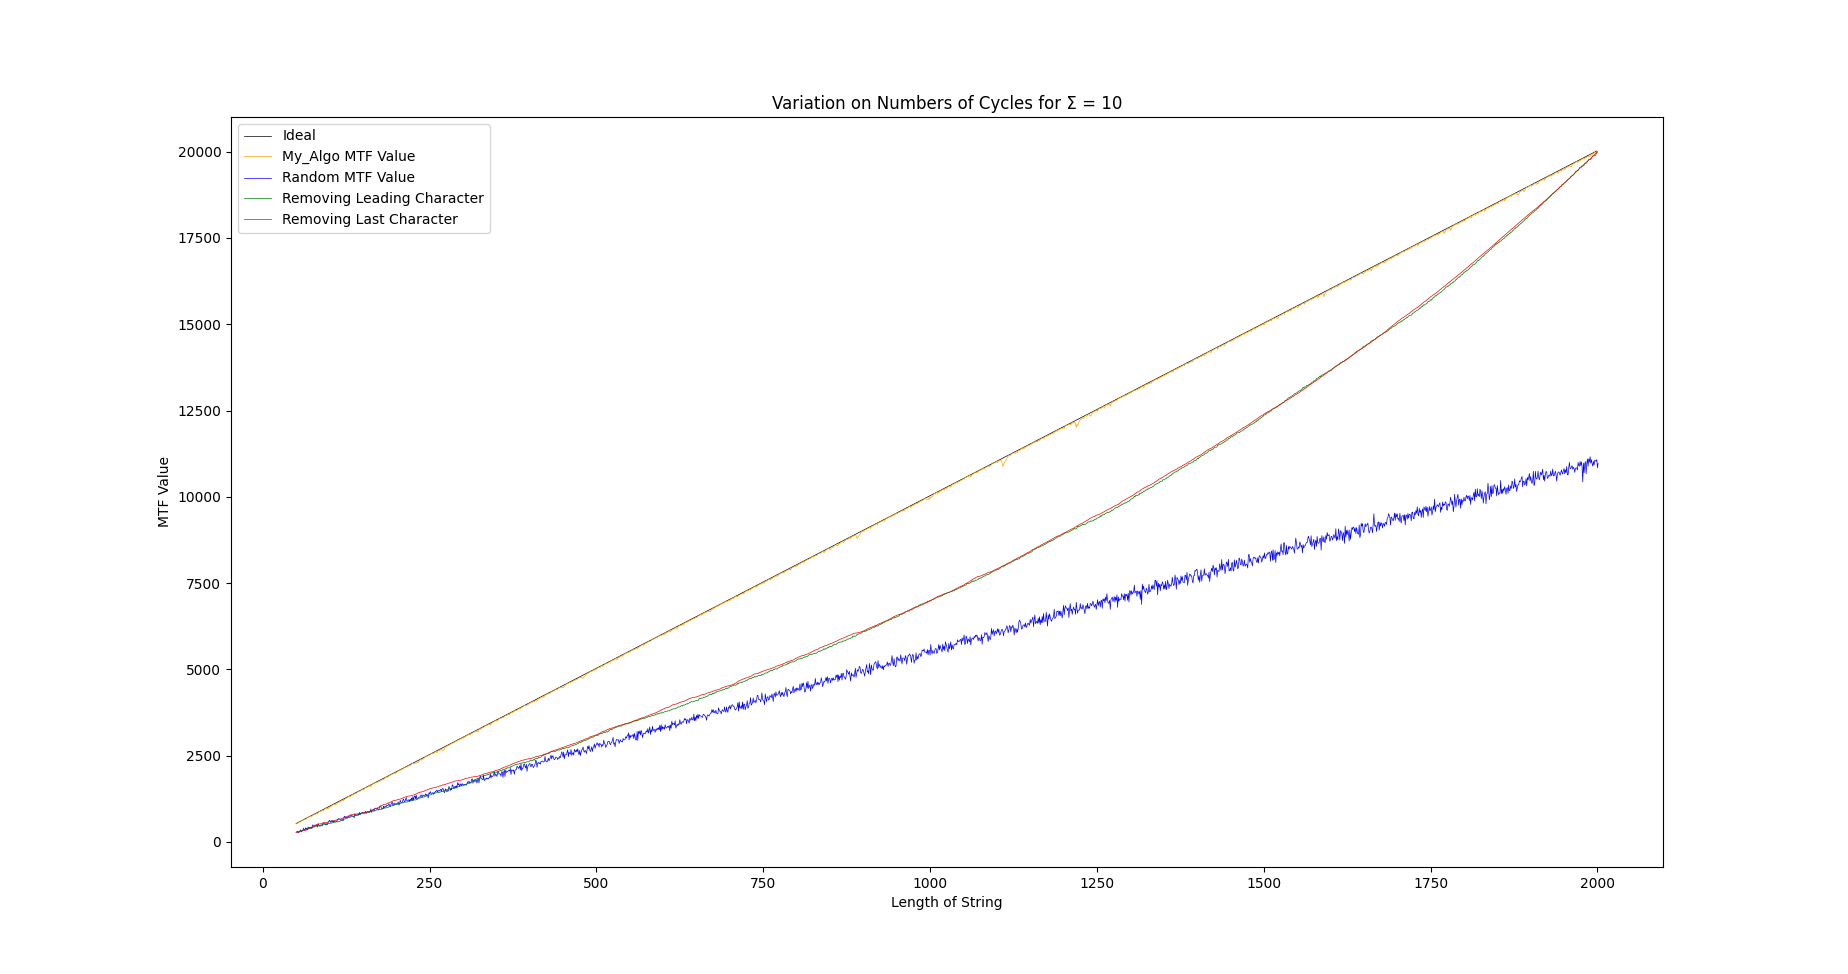 Variation on Numbers of Cycles for Σ = 10
Ideal
My_Algo MTF Value
Random MTF Value
Removing Leading Character
Removing Last Character
20000
17500
15000
12500
10000
7500
5000
2500
0
MTF Value
0 250 500 750 1000 1250 1500 1750 2000
Length of String